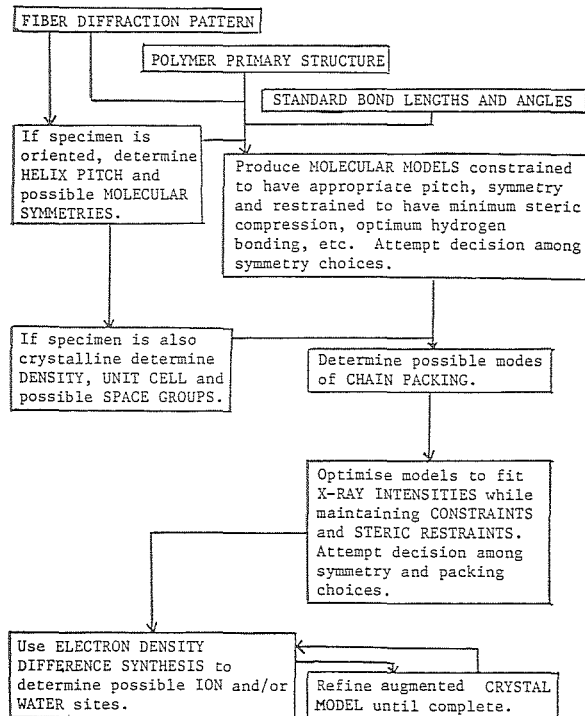 FIBER DIFFRACTION PATTERN
POLYMER PRIMARY STRUCTURE
STANDARD BOND LENGTHS AND ANGLES
If specimen is
oriented, determine
HELIX PITCH and
possible MOLECULAR
SYMMETRIES.
Produce MOLECULAR MODELS constrained
to have appropriate pitch, symmetry
and restrained to have minimum steric
compression, optimum hydrogen
bonding, etc. Attempt decision among
symmetry choices.
If specimen is also
crystalline determine
DENSITY, UNIT CELL and
possible SPACE GROUPS.
Determine possible modes
of CHAIN PACKING.
Optimise models to fit
X-RAY INTENSITIES while
maintaining CONSTRAINTS
and STERIC RESTRAINTS.
Attempt decision among
symmetry and packing
choices.
Use ELECTRON DENSITY
DIFFERENCE SYNTHESIS to
determine possible ION and/or
WATER sites.
Refine augmented CRYSTAL
MODEL until complete.